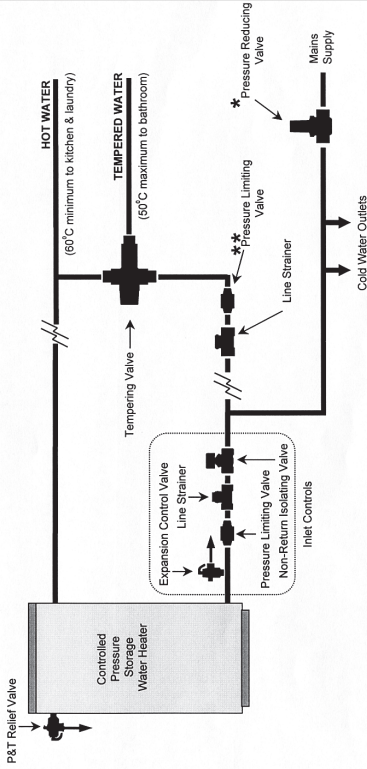 P&T Relief Valve
Controlled
Pressure
Storage
Water Heater
Expansion Control Valve
Line Strainer
Pressure Limiting Valve
Non-Return Isolating Valve
Inlet Controls
Tempering Valve
HOT WATER
(60⁰C minimum to kitchen & laundry)
TEMPERED WATER
(50⁰C maximum to bathroom)
** Pressure Limiting
Valve
Line Strainer
* Pressure Reducing
Valve
Mains
Supply
Cold Water Outlets